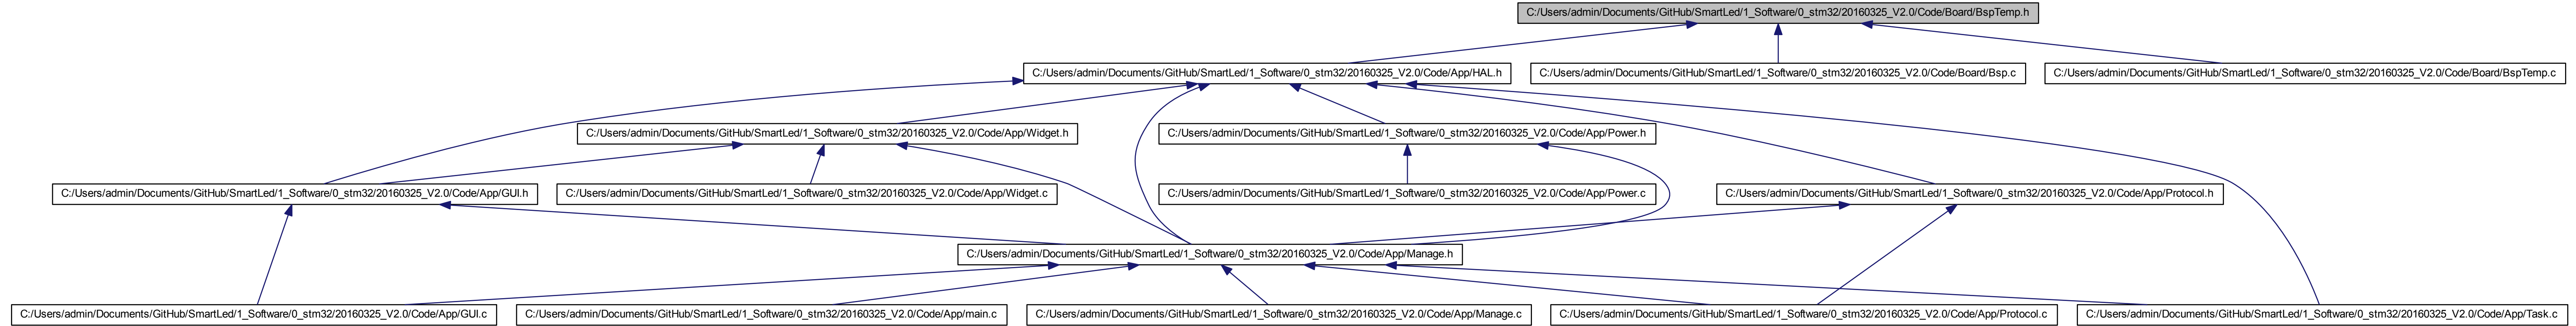 C:/Users/admin/Documents/GitHub/SmartLed/1_Software/0_stm32/20160325_V2.0/Code/Board/BspTemp.h
C:/Users/admin/Documents/GitHub/SmartLed/1_Software/0_stm32/20160325_V2.0/Code/App/HAL.h
C:/Users/admin/Documents/GitHub/SmartLed/1_Software/0_stm32/20160325_V2.0/Code/Board/Bsp.c
C:/Users/admin/Documents/GitHub/SmartLed/1_Software/0_stm32/20160325_V2.0/Code/Board/BspTemp.c
C:/Users/admin/Documents/GitHub/SmartLed/1_Software/0_stm32/20160325_V2.0/Code/App/Widget.h
C:/Users/admin/Documents/GitHub/SmartLed/1_Software/0_stm32/20160325_V2.0/Code/App/Power.h
C:/Users/admin/Documents/GitHub/SmartLed/1_Software/0_stm32/20160325_V2.0/Code/App/GUI.h
C:/Users/admin/Documents/GitHub/SmartLed/1_Software/0_stm32/20160325_V2.0/Code/App/Widget.c
C:/Users/admin/Documents/GitHub/SmartLed/1_Software/0_stm32/20160325_V2.0/Code/App/Power.c
C:/Users/admin/Documents/GitHub/SmartLed/1_Software/0_stm32/20160325_V2.0/Code/App/Protocol.h
C:/Users/admin/Documents/GitHub/SmartLed/1_Software/0_stm32/20160325_V2.0/Code/App/Manage.h
C:/Users/admin/Documents/GitHub/SmartLed/1_Software/0_stm32/20160325_V2.0/Code/App/GUI.c
C:/Users/admin/Documents/GitHub/SmartLed/1_Software/0_stm32/20160325_V2.0/Code/App/main.c
C:/Users/admin/Documents/GitHub/SmartLed/1_Software/0_stm32/20160325_V2.0/Code/App/Manage.c
C:/Users/admin/Documents/GitHub/SmartLed/1_Software/0_stm32/20160325_V2.0/Code/App/Protocol.c
C:/Users/admin/Documents/GitHub/SmartLed/1_Software/0_stm32/20160325_V2.0/Code/App/Task.c